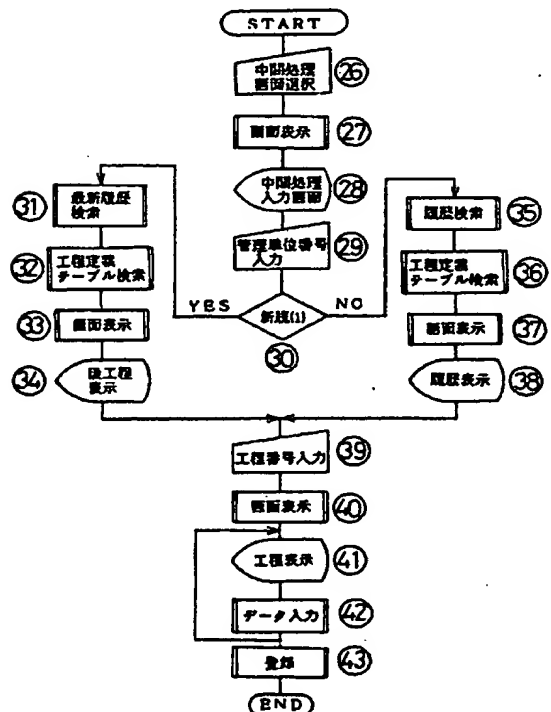 START
中間処理
画面選択
26
画面表示
27
中間処理
入力画面
28
管理単位番号
入力
29
新規(1)
30
YES
NO
31
最新履歴
検索
32
工程定義
テーブル検索
33
画面表示
34
後工程
表示
履歴検索
35
工程定義
テーブル検索
36
画面表示
37
履歴表示
38
工程番号入力
39
画面表示
40
工程表示
41
データ入力
42
登録
43
END